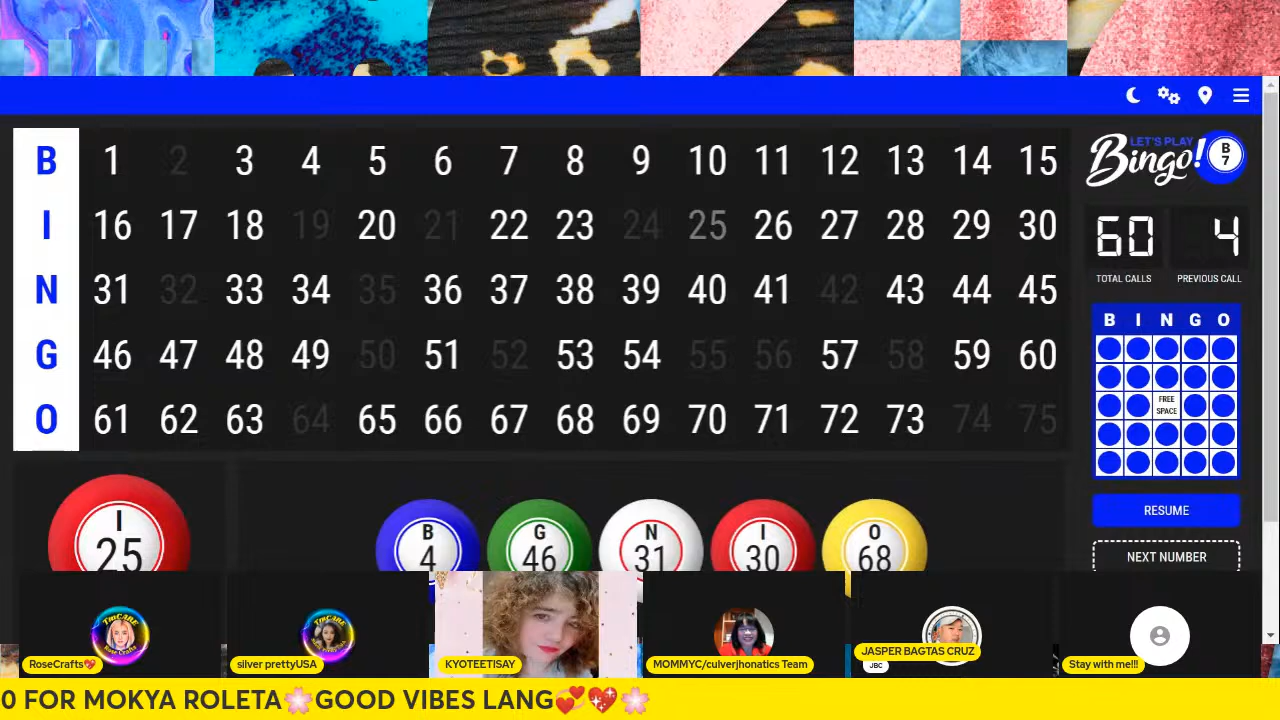 LET'S PLAY
Bingo!
B
7
B 1 2 3 4 5 6 7 8 9 10 11 12 13 14 15
I 16 17 18 19 20 21 22 23 24 25 26 27 28 29 30
N 31 32 33 34 35 36 37 38 39 40 41 42 43 44 45
G 46 47 48 49 50 51 52 53 54 55 56 57 58 59 60
O 61 62 63 64 65 66 67 68 69 70 71 72 73 74 75
60 4
TOTAL CALLS PREVIOUS CALL
B I N G O
FREE
SPACE
RESUME
NEXT NUMBER
I
25
B G N I O
4 46 31 30 68
TmCARE TmCARE
Rose Crafts
RoseCrafts💖 siilver prettyUSA KYOTEETISAY MOMMYC/culverjhonatics Team JASPER BAGTAS CRUZ Stay with me!!!
JBC
0 FOR MOKYA ROLETA🌸GOOD VIBES LANG💞💖🌸